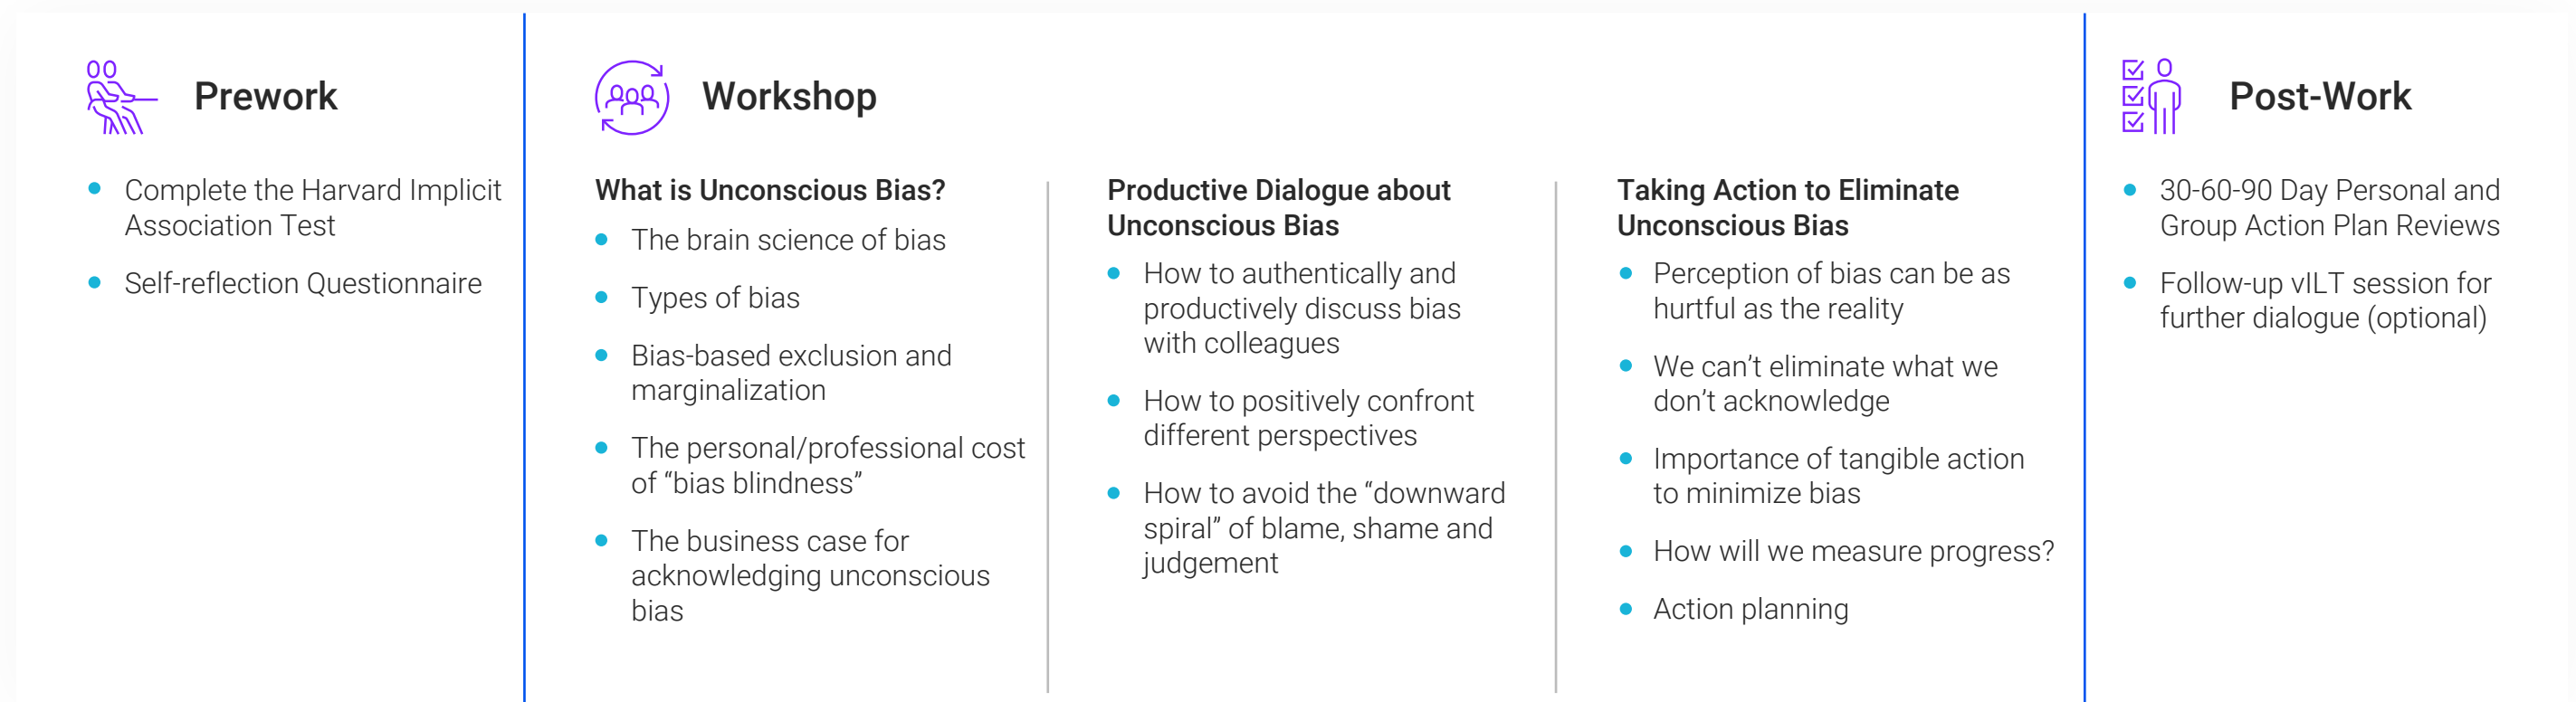 Prework
Complete the Harvard Implicit
Association Test
Self-reflection Questionnaire
Workshop
What is Unconscious Bias?
The brain science of bias
Types of bias
Bias-based exclusion and
marginalization
The personal/professional cost
of “bias blindness”
The business case for
acknowledging unconscious
bias
Productive Dialogue about
Unconscious Bias
How to authentically and
productively discuss bias
with colleagues
How to positively confront
different perspectives
How to avoid the “downward
spiral” of blame, shame and
judgement
Taking Action to Eliminate
Unconscious Bias
Perception of bias can be as
hurtful as the reality
We can’t eliminate what we
don’t acknowledge
Importance of tangible action
to minimize bias
How will we measure progress?
Action planning
Post-Work
30-60-90 Day Personal and
Group Action Plan Reviews
Follow-up vILT session for
further dialogue (optional)